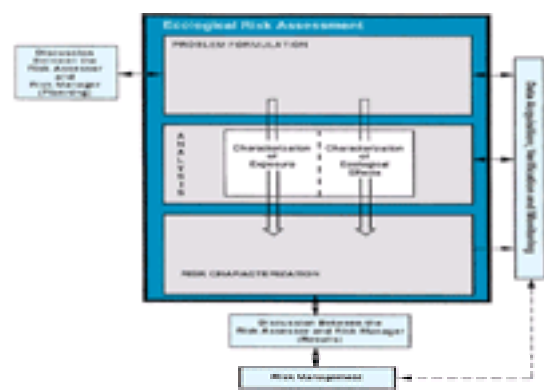 Ecological Risk Assessment
PROBLEM FORMULATION
Discussion
Between the
Risk Assessor
and
Risk Manager
(Planning)
ANALYSIS
Characterization
of
Exposure
Characterization
of
Ecological
Effects
Data Acquisition, Verification and Monitoring
RISK CHARACTERIZATION
Discussion Between the
Risk Assessor and Risk Manager
(Results)
Risk Management